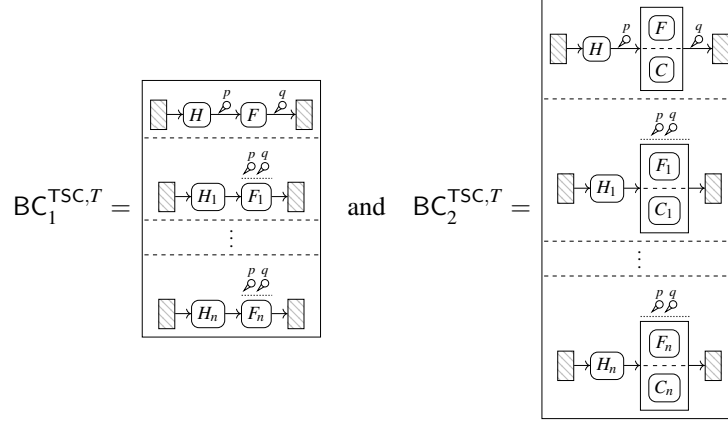 BC₁^{TSC,T} =
p q
H F
p q
H₁ F₁
⋮
p q
Hₙ Fₙ
and
BC₂^{TSC,T} =
p F q
H
C
p q
F₁
H₁
C₁
⋮
p q
Fₙ
Hₙ
Cₙ